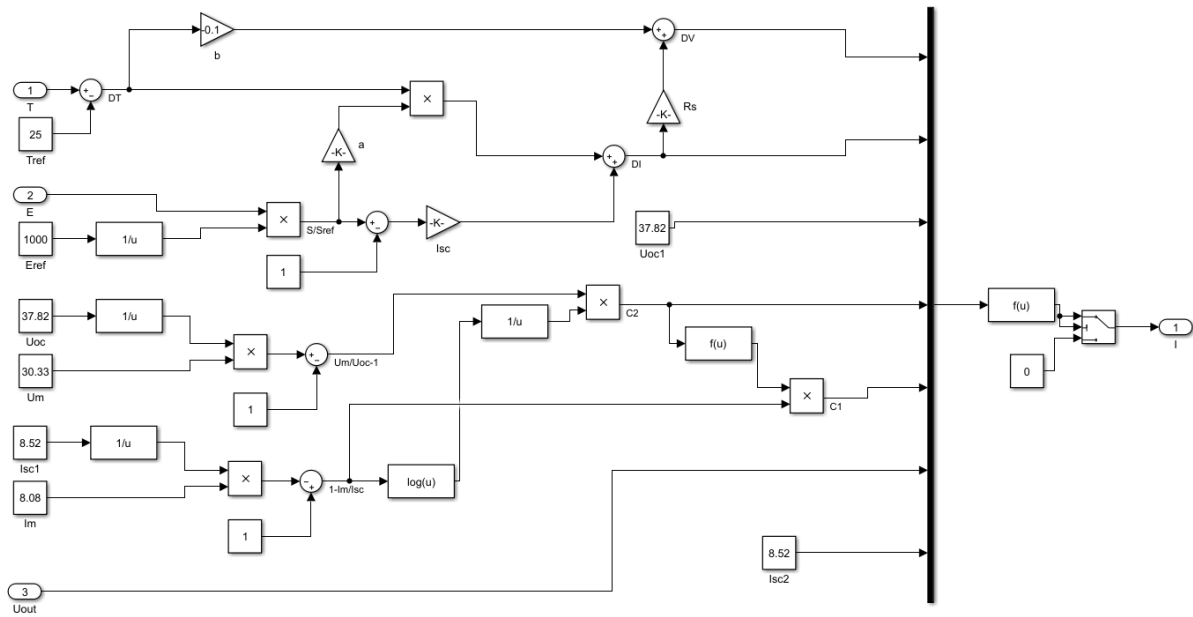 -0.1
b
1
T
DT
25
Tref
×
-K-
a
+
+
DV
-K-
Rs
+
+
DI
2
E
1000
Eref
1/u
×
S/Sref
+
−
-K-
Isc
1
37.82
Uoc1
37.82
Uoc
1/u
30.33
Um
×
+
−
Um/Uoc-1
1
1/u
×
C2
f(u)
×
C1
f(u)
0
1
I
8.52
Isc1
1/u
8.08
Im
×
−
+
1-Im/Isc
log(u)
1
8.52
Isc2
3
Uout
+
−